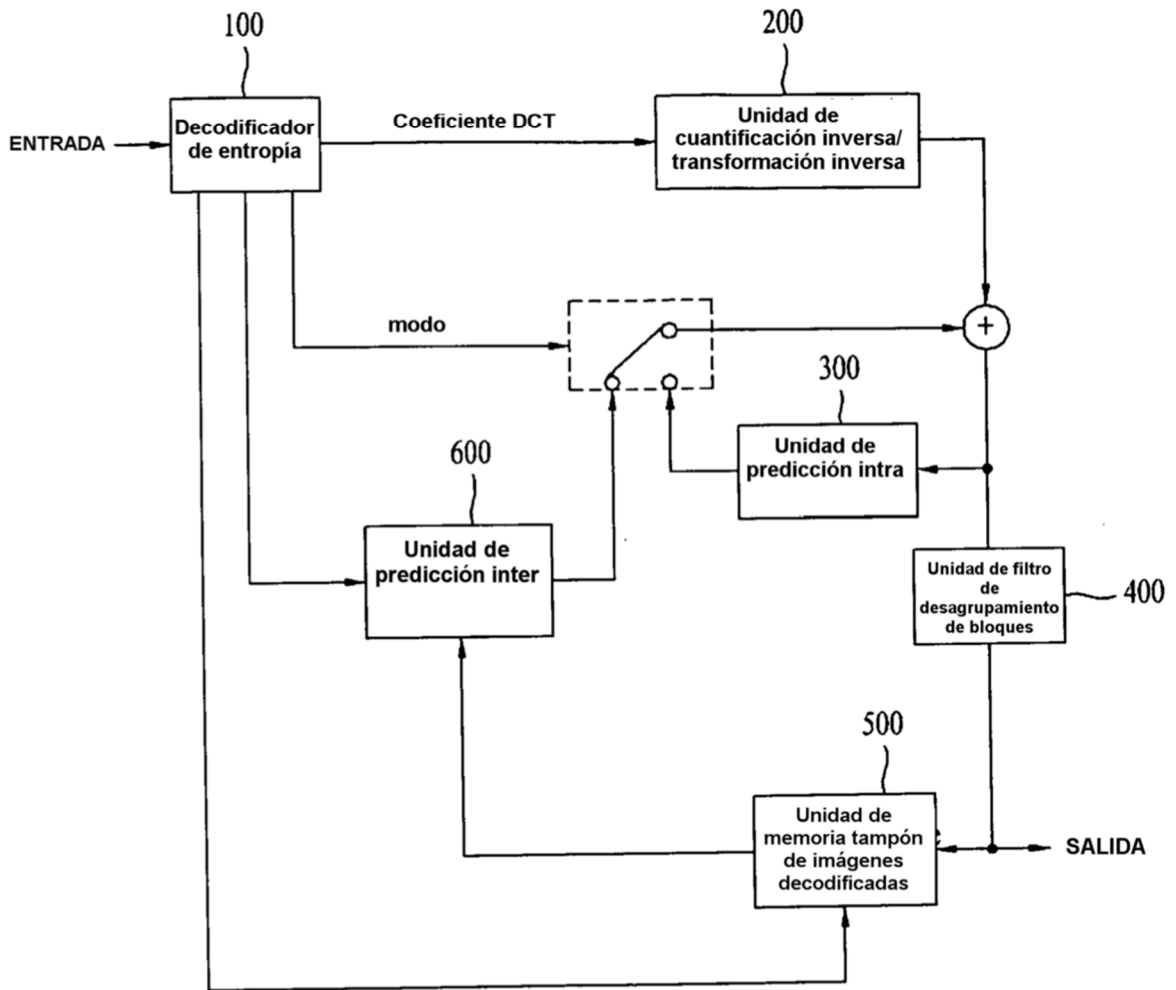 100
200
ENTRADA
Decodificador
de entropía
Coeficiente DCT
Unidad de
cuantificación inversa/
transformación inversa
modo
+
300
Unidad de
predicción intra
600
Unidad de
predicción inter
Unidad de filtro
de
desagrupamiento
de bloques
400
500
Unidad de
memoria tampón
de imágenes
decodificadas
SALIDA